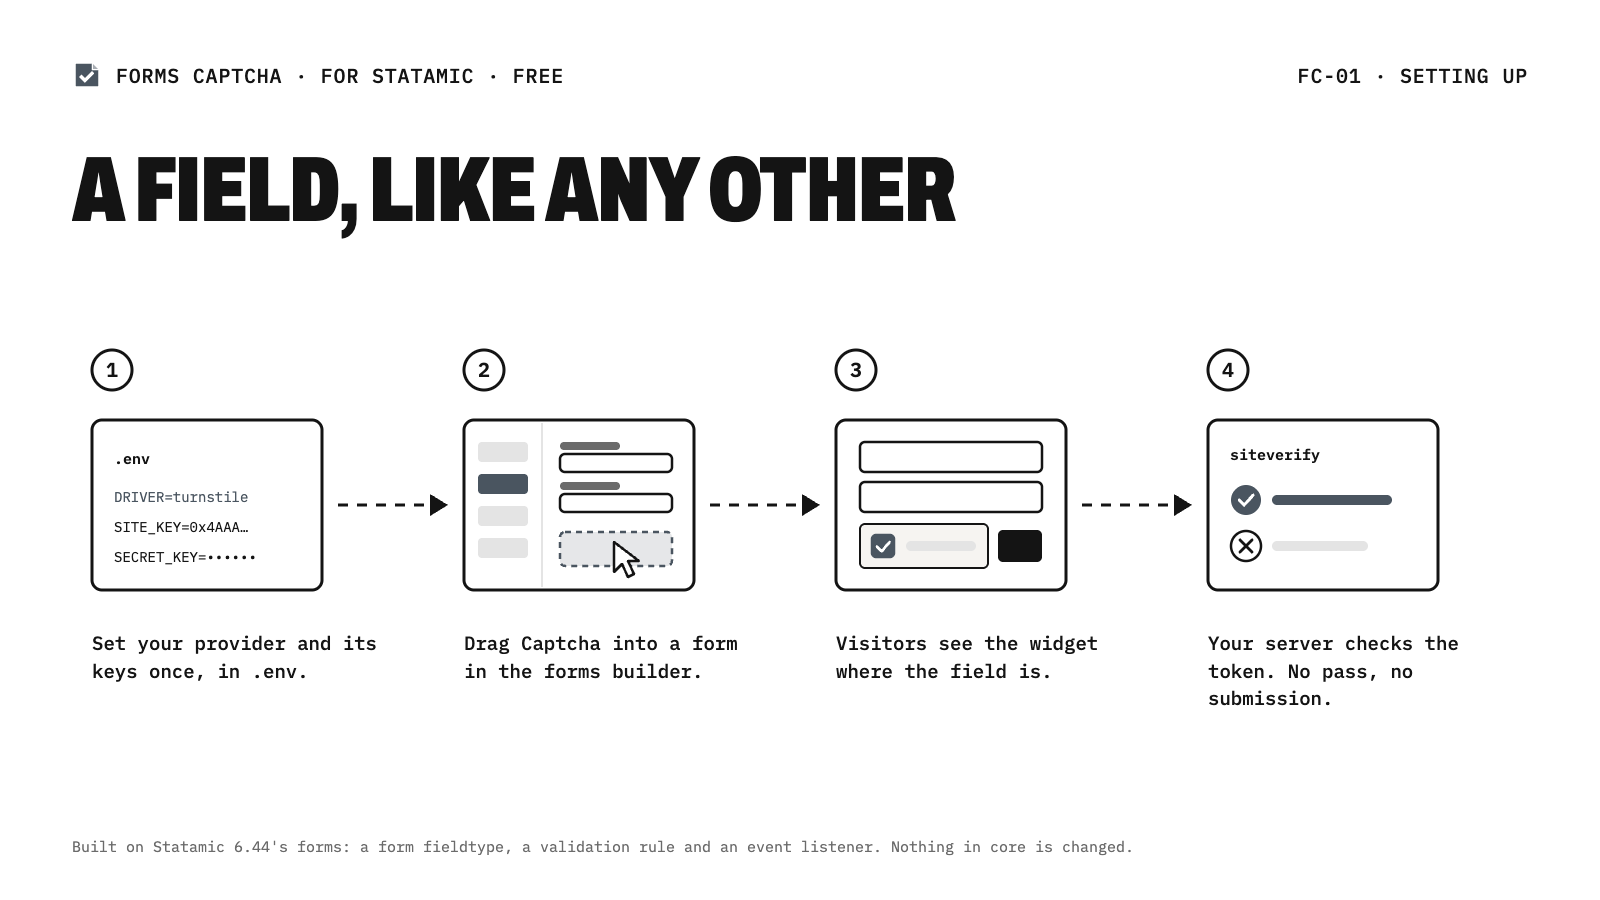 FORMS CAPTCHA · FOR STATAMIC · FREE
FC-01 · SETTING UP
A FIELD, LIKE ANY OTHER
1
.env
DRIVER=turnstile
SITE_KEY=0x4AAA…
SECRET_KEY=••••••
Set your provider and its
keys once, in .env.
2
Drag Captcha into a form
in the forms builder.
3
Visitors see the widget
where the field is.
4
siteverify
Your server checks the
token. No pass, no
submission.
Built on Statamic 6.44's forms: a form fieldtype, a validation rule and an event listener. Nothing in core is changed.